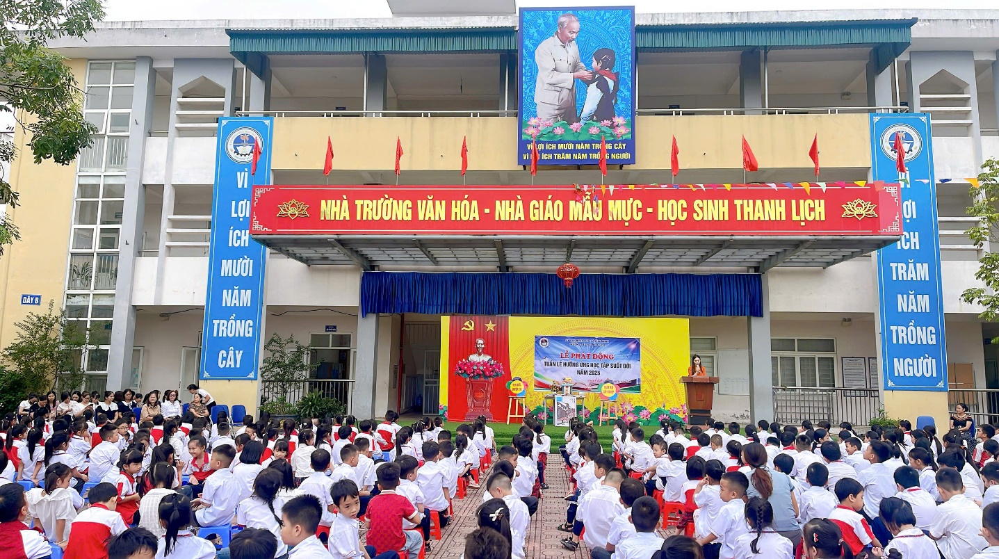 VÌ LỢI ÍCH MƯỜI NĂM TRỒNG CÂY
VÌ LỢI ÍCH TRĂM NĂM TRỒNG NGƯỜI
NHÀ TRƯỜNG VĂN HÓA - NHÀ GIÁO MẪU MỰC - HỌC SINH THANH LỊCH
VÌ
LỢI
ÍCH
MƯỜI
NĂM
TRỒNG
CÂY
VÌ
LỢI
ÍCH
TRĂM
NĂM
TRỒNG
NGƯỜI
DÃY B
LỄ PHÁT ĐỘNG
TUẦN LỄ HƯỞNG ỨNG HỌC TẬP SUỐT ĐỜI
NĂM 2025